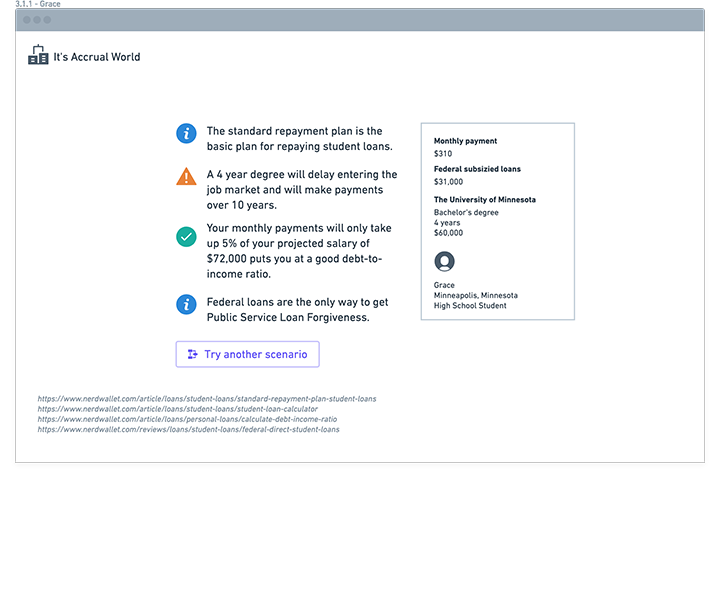 3.1.1 - Grace
It's Accrual World
The standard repayment plan is the
basic plan for repaying student loans.
A 4 year degree will delay entering the
job market and will make payments
over 10 years.
Your monthly payments will only take
up 5% of your projected salary of
$72,000 puts you at a good debt-to-
income ratio.
Federal loans are the only way to get
Public Service Loan Forgiveness.
Try another scenario
Monthly payment
$310
Federal subsizied loans
$31,000
The University of Minnesota
Bachelor's degree
4 years
$60,000
Grace
Minneapolis, Minnesota
High School Student
https://www.nerdwallet.com/article/loans/student-loans/standard-repayment-plan-student-loans
https://www.nerdwallet.com/article/loans/student-loans/student-loan-calculator
https://www.nerdwallet.com/article/loans/personal-loans/calculate-debt-income-ratio
https://www.nerdwallet.com/reviews/loans/student-loans/federal-direct-student-loans